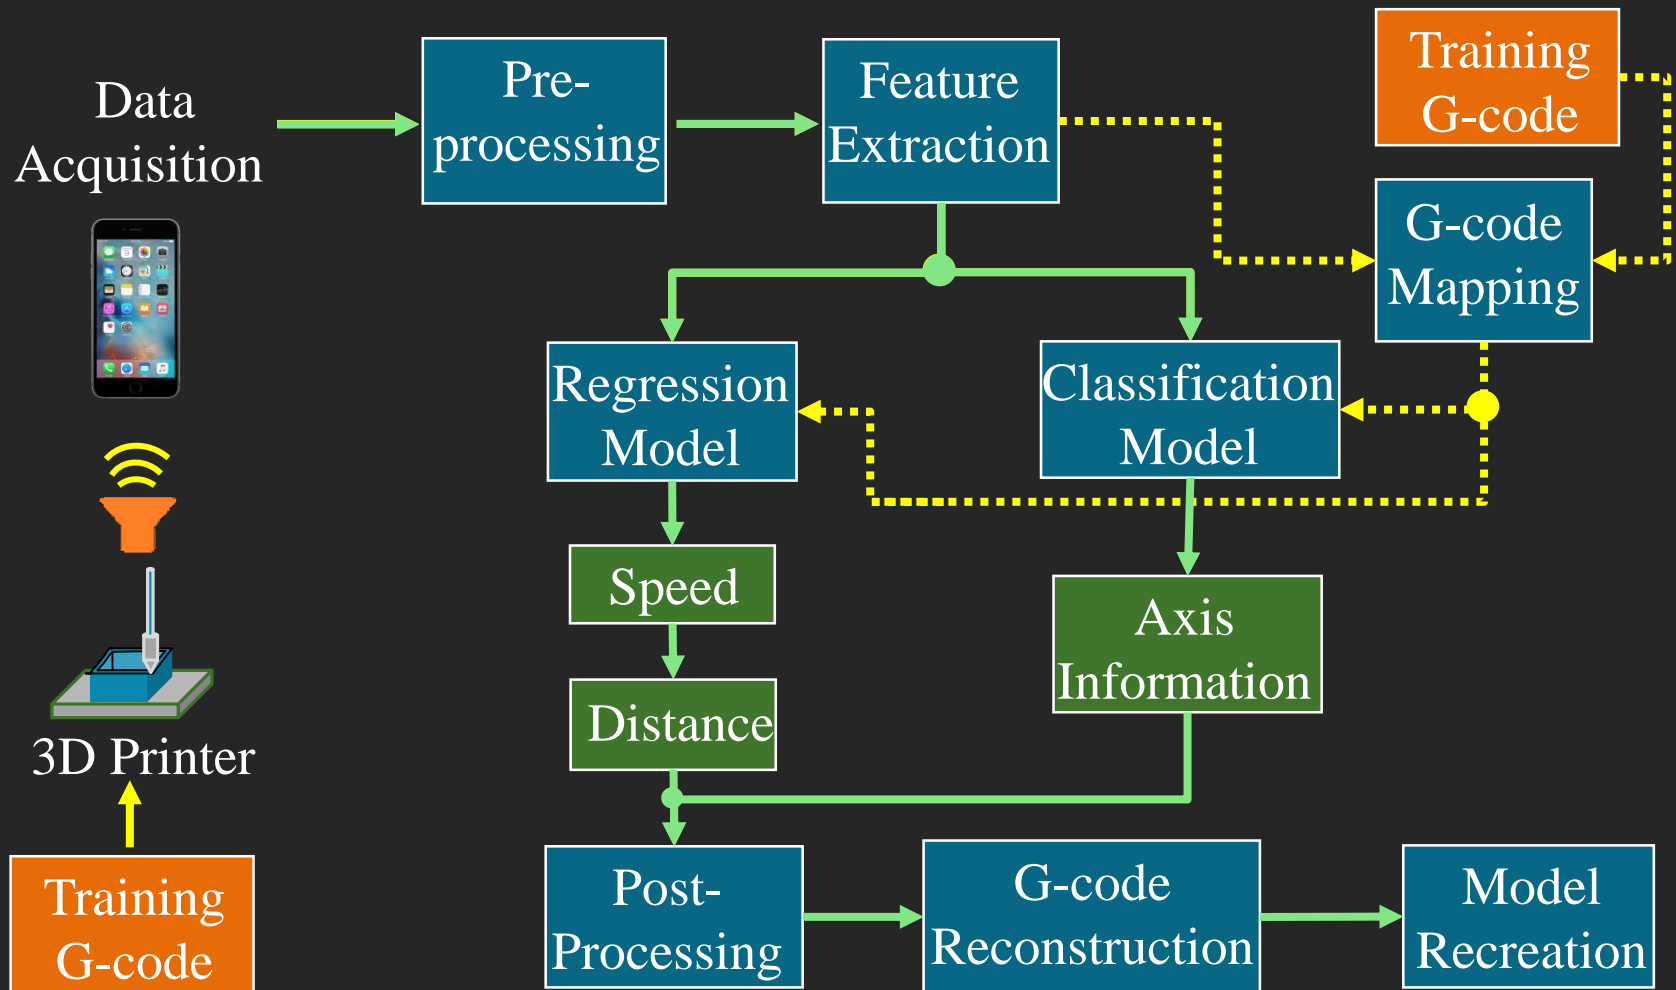 Data
Acquisition
Pre-
processing
Feature
Extraction
Training
G-code
G-code
Mapping
Regression
Model
Classification
Model
Speed
Axis
Information
Distance
3D Printer
Training
G-code
Post-
Processing
G-code
Reconstruction
Model
Recreation